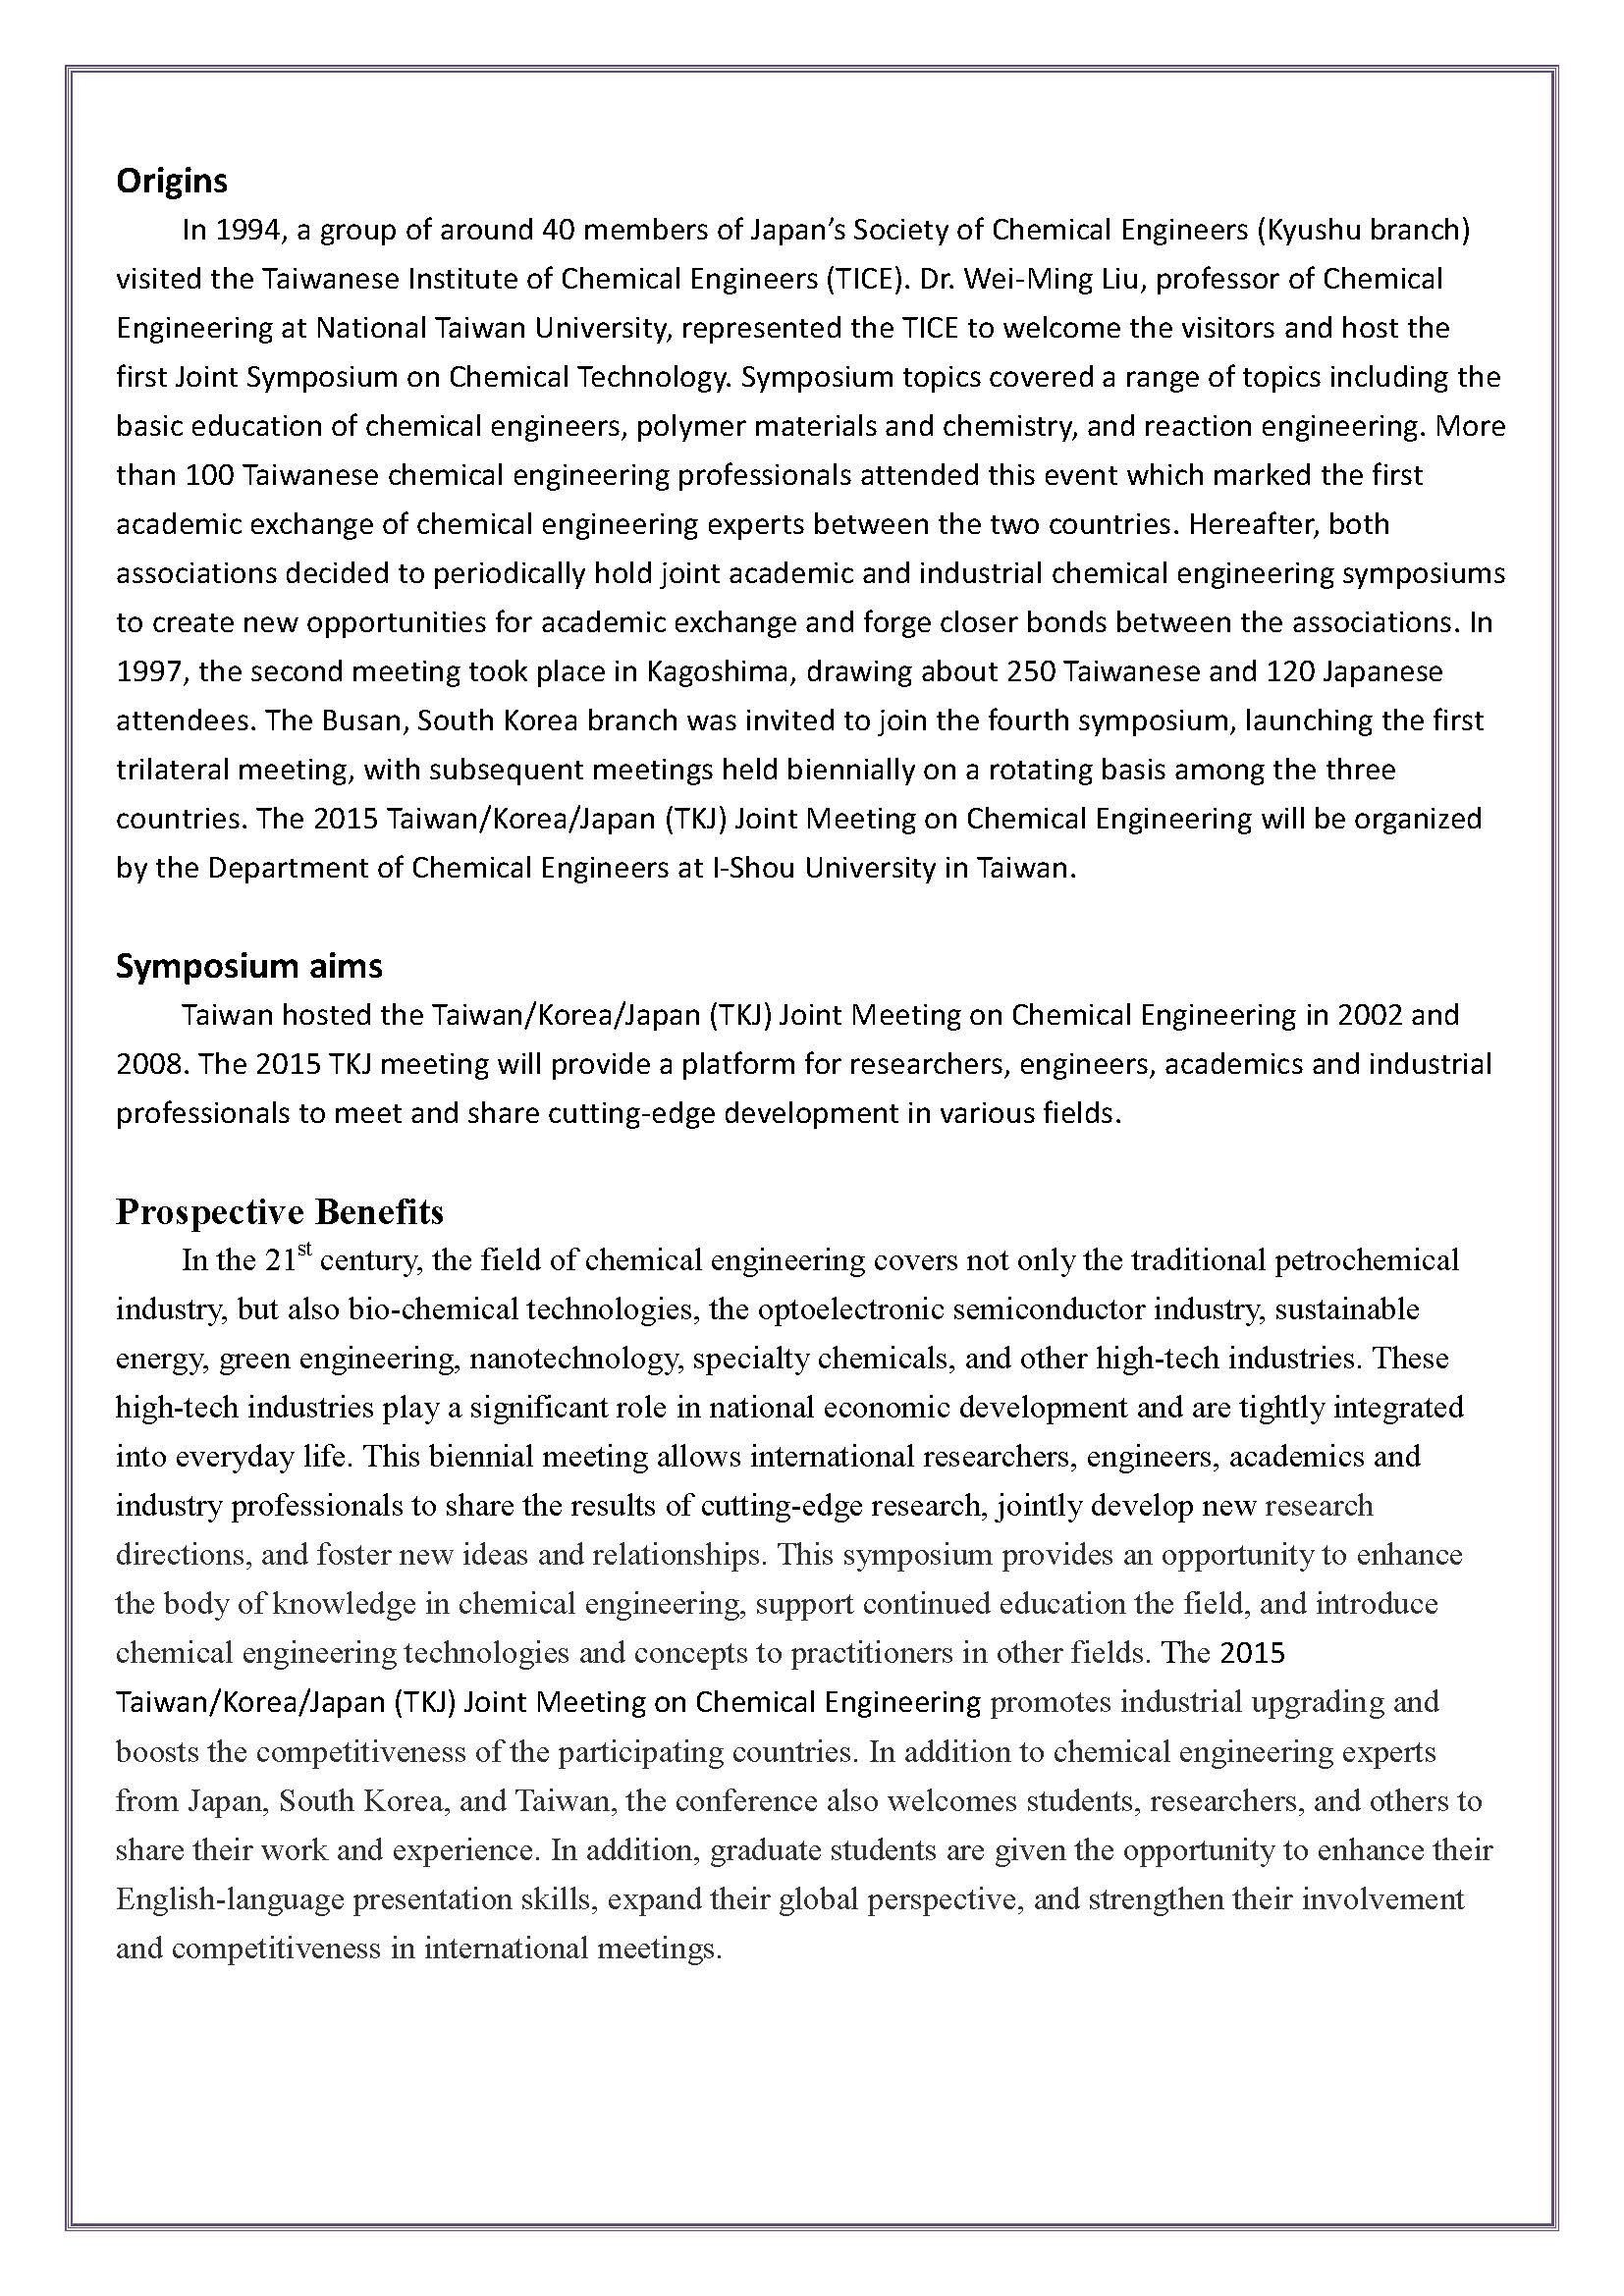 Origins
In 1994, a group of around 40 members of Japan’s Society of Chemical Engineers (Kyushu branch)
visited the Taiwanese Institute of Chemical Engineers (TICE). Dr. Wei-Ming Liu, professor of Chemical
Engineering at National Taiwan University, represented the TICE to welcome the visitors and host the
first Joint Symposium on Chemical Technology. Symposium topics covered a range of topics including the
basic education of chemical engineers, polymer materials and chemistry, and reaction engineering. More
than 100 Taiwanese chemical engineering professionals attended this event which marked the first
academic exchange of chemical engineering experts between the two countries. Hereafter, both
associations decided to periodically hold joint academic and industrial chemical engineering symposiums
to create new opportunities for academic exchange and forge closer bonds between the associations. In
1997, the second meeting took place in Kagoshima, drawing about 250 Taiwanese and 120 Japanese
attendees. The Busan, South Korea branch was invited to join the fourth symposium, launching the first
trilateral meeting, with subsequent meetings held biennially on a rotating basis among the three
countries. The 2015 Taiwan/Korea/Japan (TKJ) Joint Meeting on Chemical Engineering will be organized
by the Department of Chemical Engineers at I-Shou University in Taiwan.
Symposium aims
Taiwan hosted the Taiwan/Korea/Japan (TKJ) Joint Meeting on Chemical Engineering in 2002 and
2008. The 2015 TKJ meeting will provide a platform for researchers, engineers, academics and industrial
professionals to meet and share cutting-edge development in various fields.
Prospective Benefits
In the 21st century, the field of chemical engineering covers not only the traditional petrochemical
industry, but also bio-chemical technologies, the optoelectronic semiconductor industry, sustainable
energy, green engineering, nanotechnology, specialty chemicals, and other high-tech industries. These
high-tech industries play a significant role in national economic development and are tightly integrated
into everyday life. This biennial meeting allows international researchers, engineers, academics and
industry professionals to share the results of cutting-edge research, jointly develop new research
directions, and foster new ideas and relationships. This symposium provides an opportunity to enhance
the body of knowledge in chemical engineering, support continued education the field, and introduce
chemical engineering technologies and concepts to practitioners in other fields. The 2015
Taiwan/Korea/Japan (TKJ) Joint Meeting on Chemical Engineering promotes industrial upgrading and
boosts the competitiveness of the participating countries. In addition to chemical engineering experts
from Japan, South Korea, and Taiwan, the conference also welcomes students, researchers, and others to
share their work and experience. In addition, graduate students are given the opportunity to enhance their
English-language presentation skills, expand their global perspective, and strengthen their involvement
and competitiveness in international meetings.